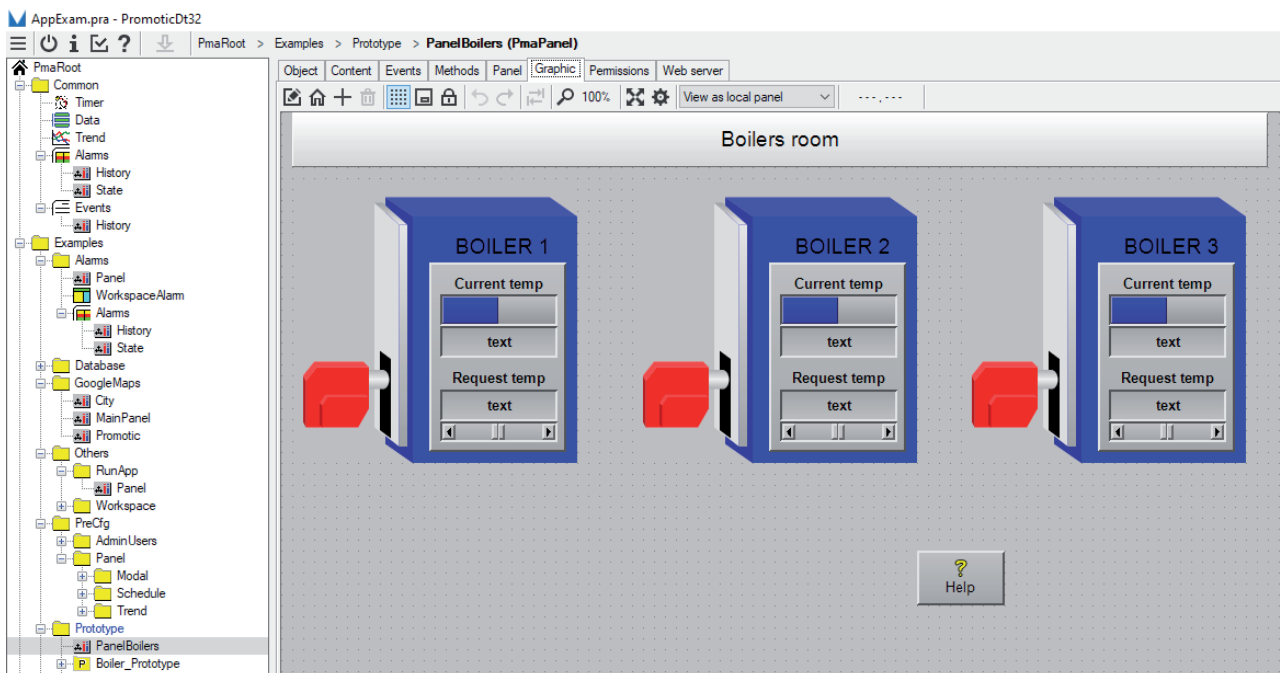 AppExam.pra - PromoticDt32
PmaRoot > Examples > Prototype > PanelBoilers (PmaPanel)
PmaRoot
Common
Timer
Data
Trend
Alarms
History
State
Events
History
Examples
Alarms
Panel
WorkspaceAlarm
Alarms
History
State
Database
GoogleMaps
City
MainPanel
Promotic
Others
RunApp
Panel
Workspace
PreCfg
AdminUsers
Panel
Modal
Schedule
Trend
Prototype
PanelBoilers
P Boiler_Prototype
Object Content Events Methods Panel Graphic Permissions Web server
100% View as local panel ---,---
Boilers room
BOILER 1
Current temp
text
Request temp
text
BOILER 2
Current temp
text
Request temp
text
BOILER 3
Current temp
text
Request temp
text
?
Help